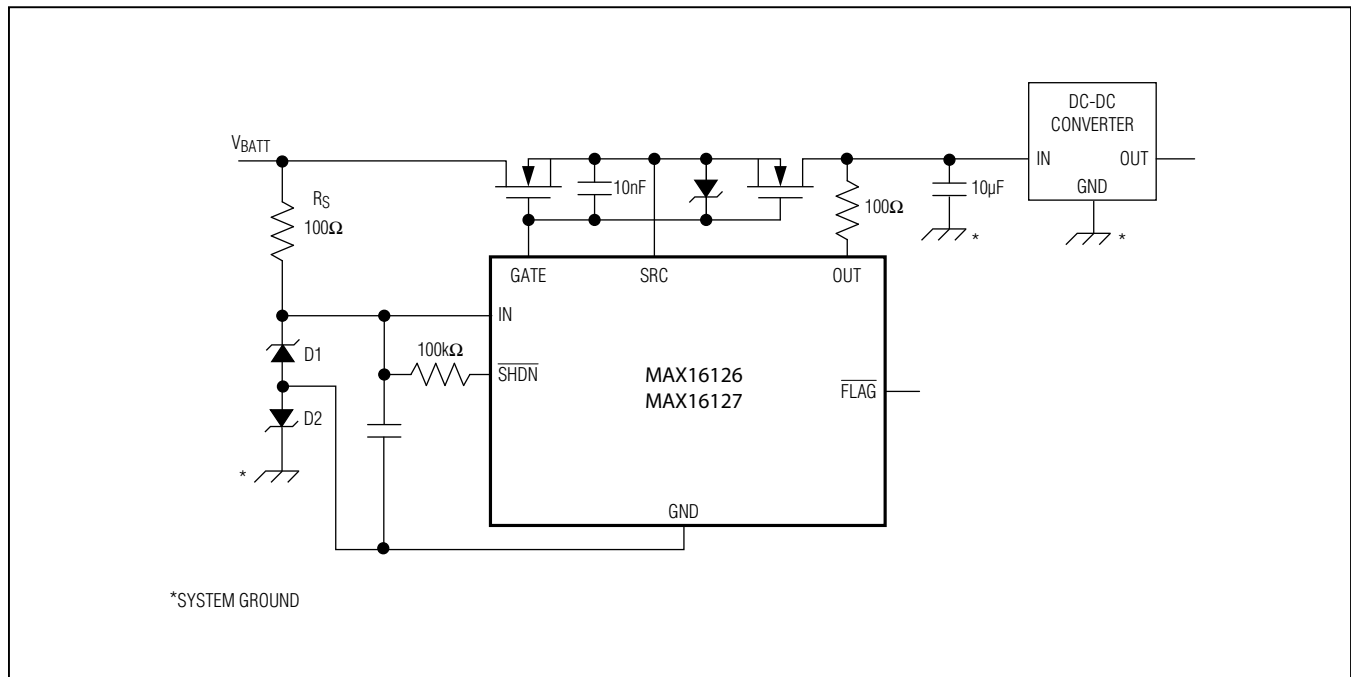 DC-DC
CONVERTER
IN
OUT
GND
*
VBATT
RS
100Ω
10nF
100Ω
10µF
*
GATE
SRC
OUT
IN
D1
100kΩ
SHDN
MAX16126
MAX16127
FLAG
D2
*
GND
*SYSTEM GROUND